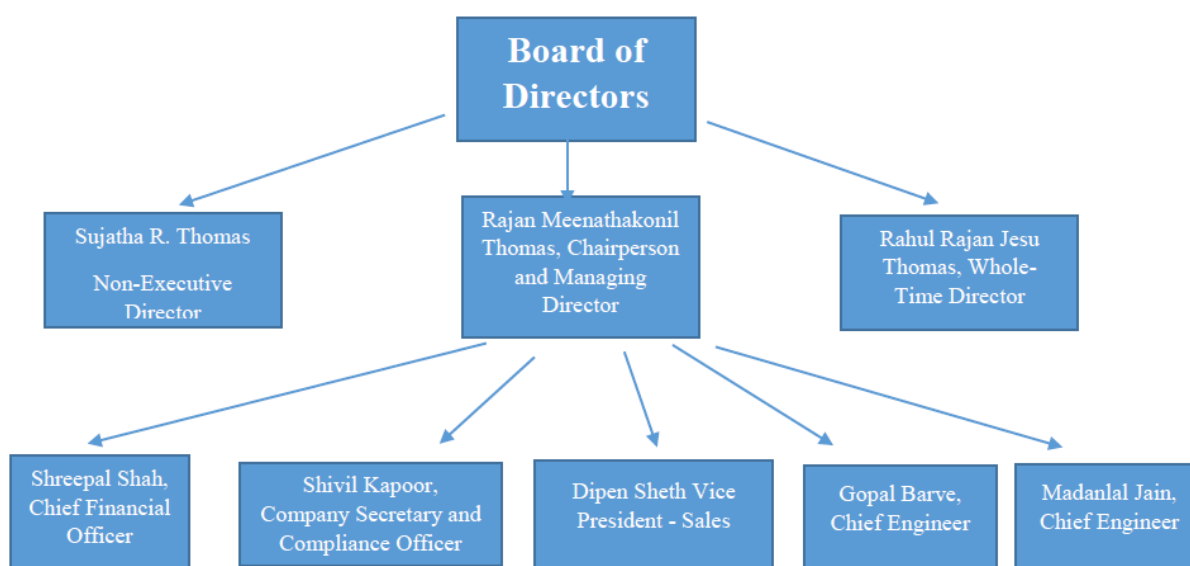 Board of
Directors
Sujatha R. Thomas
Non-Executive
Director
Rajan Meenathakonil
Thomas, Chairperson
and Managing
Director
Rahul Rajan Jesu
Thomas, Whole-
Time Director
Shreepal Shah,
Chief Financial
Officer
Shivil Kapoor,
Company Secretary and
Compliance Officer
Dipen Sheth Vice
President - Sales
Gopal Barve,
Chief Engineer
Madanlal Jain,
Chief Engineer